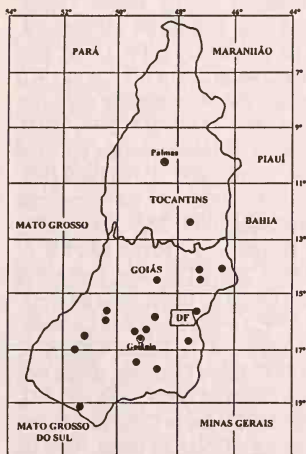 54° 50° 48° 46° 44°
PARÁ MARANHÃO
7°
9°
Palmas
PIAUÍ
11°
TOCANTINS
MATO GROSSO BAHIA
13°
GOIÁS
15°
DF
Goiânia
17°
19°
MATO GROSSO
DO SUL
MINAS GERAIS